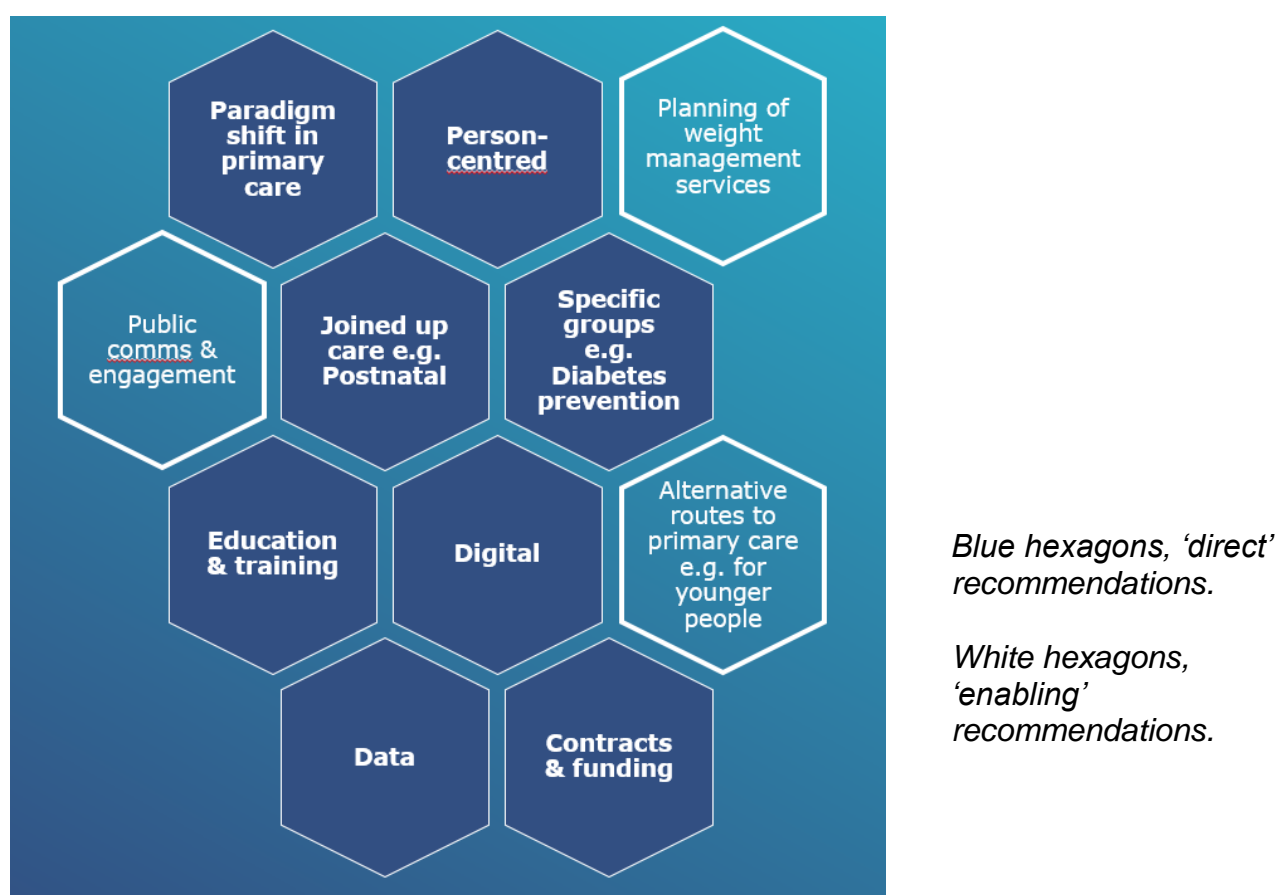 Paradigm
shift in
primary
care
Person-
centred
Planning of
weight
management
services
Public
comms &
engagement
Joined up
care e.g.
Postnatal
Specific
groups
e.g.
Diabetes
prevention
Education
& training
Digital
Alternative
routes to
primary care
e.g. for
younger
people
Data
Contracts
& funding
Blue hexagons, ‘direct’
recommendations.
White hexagons,
‘enabling’
recommendations.